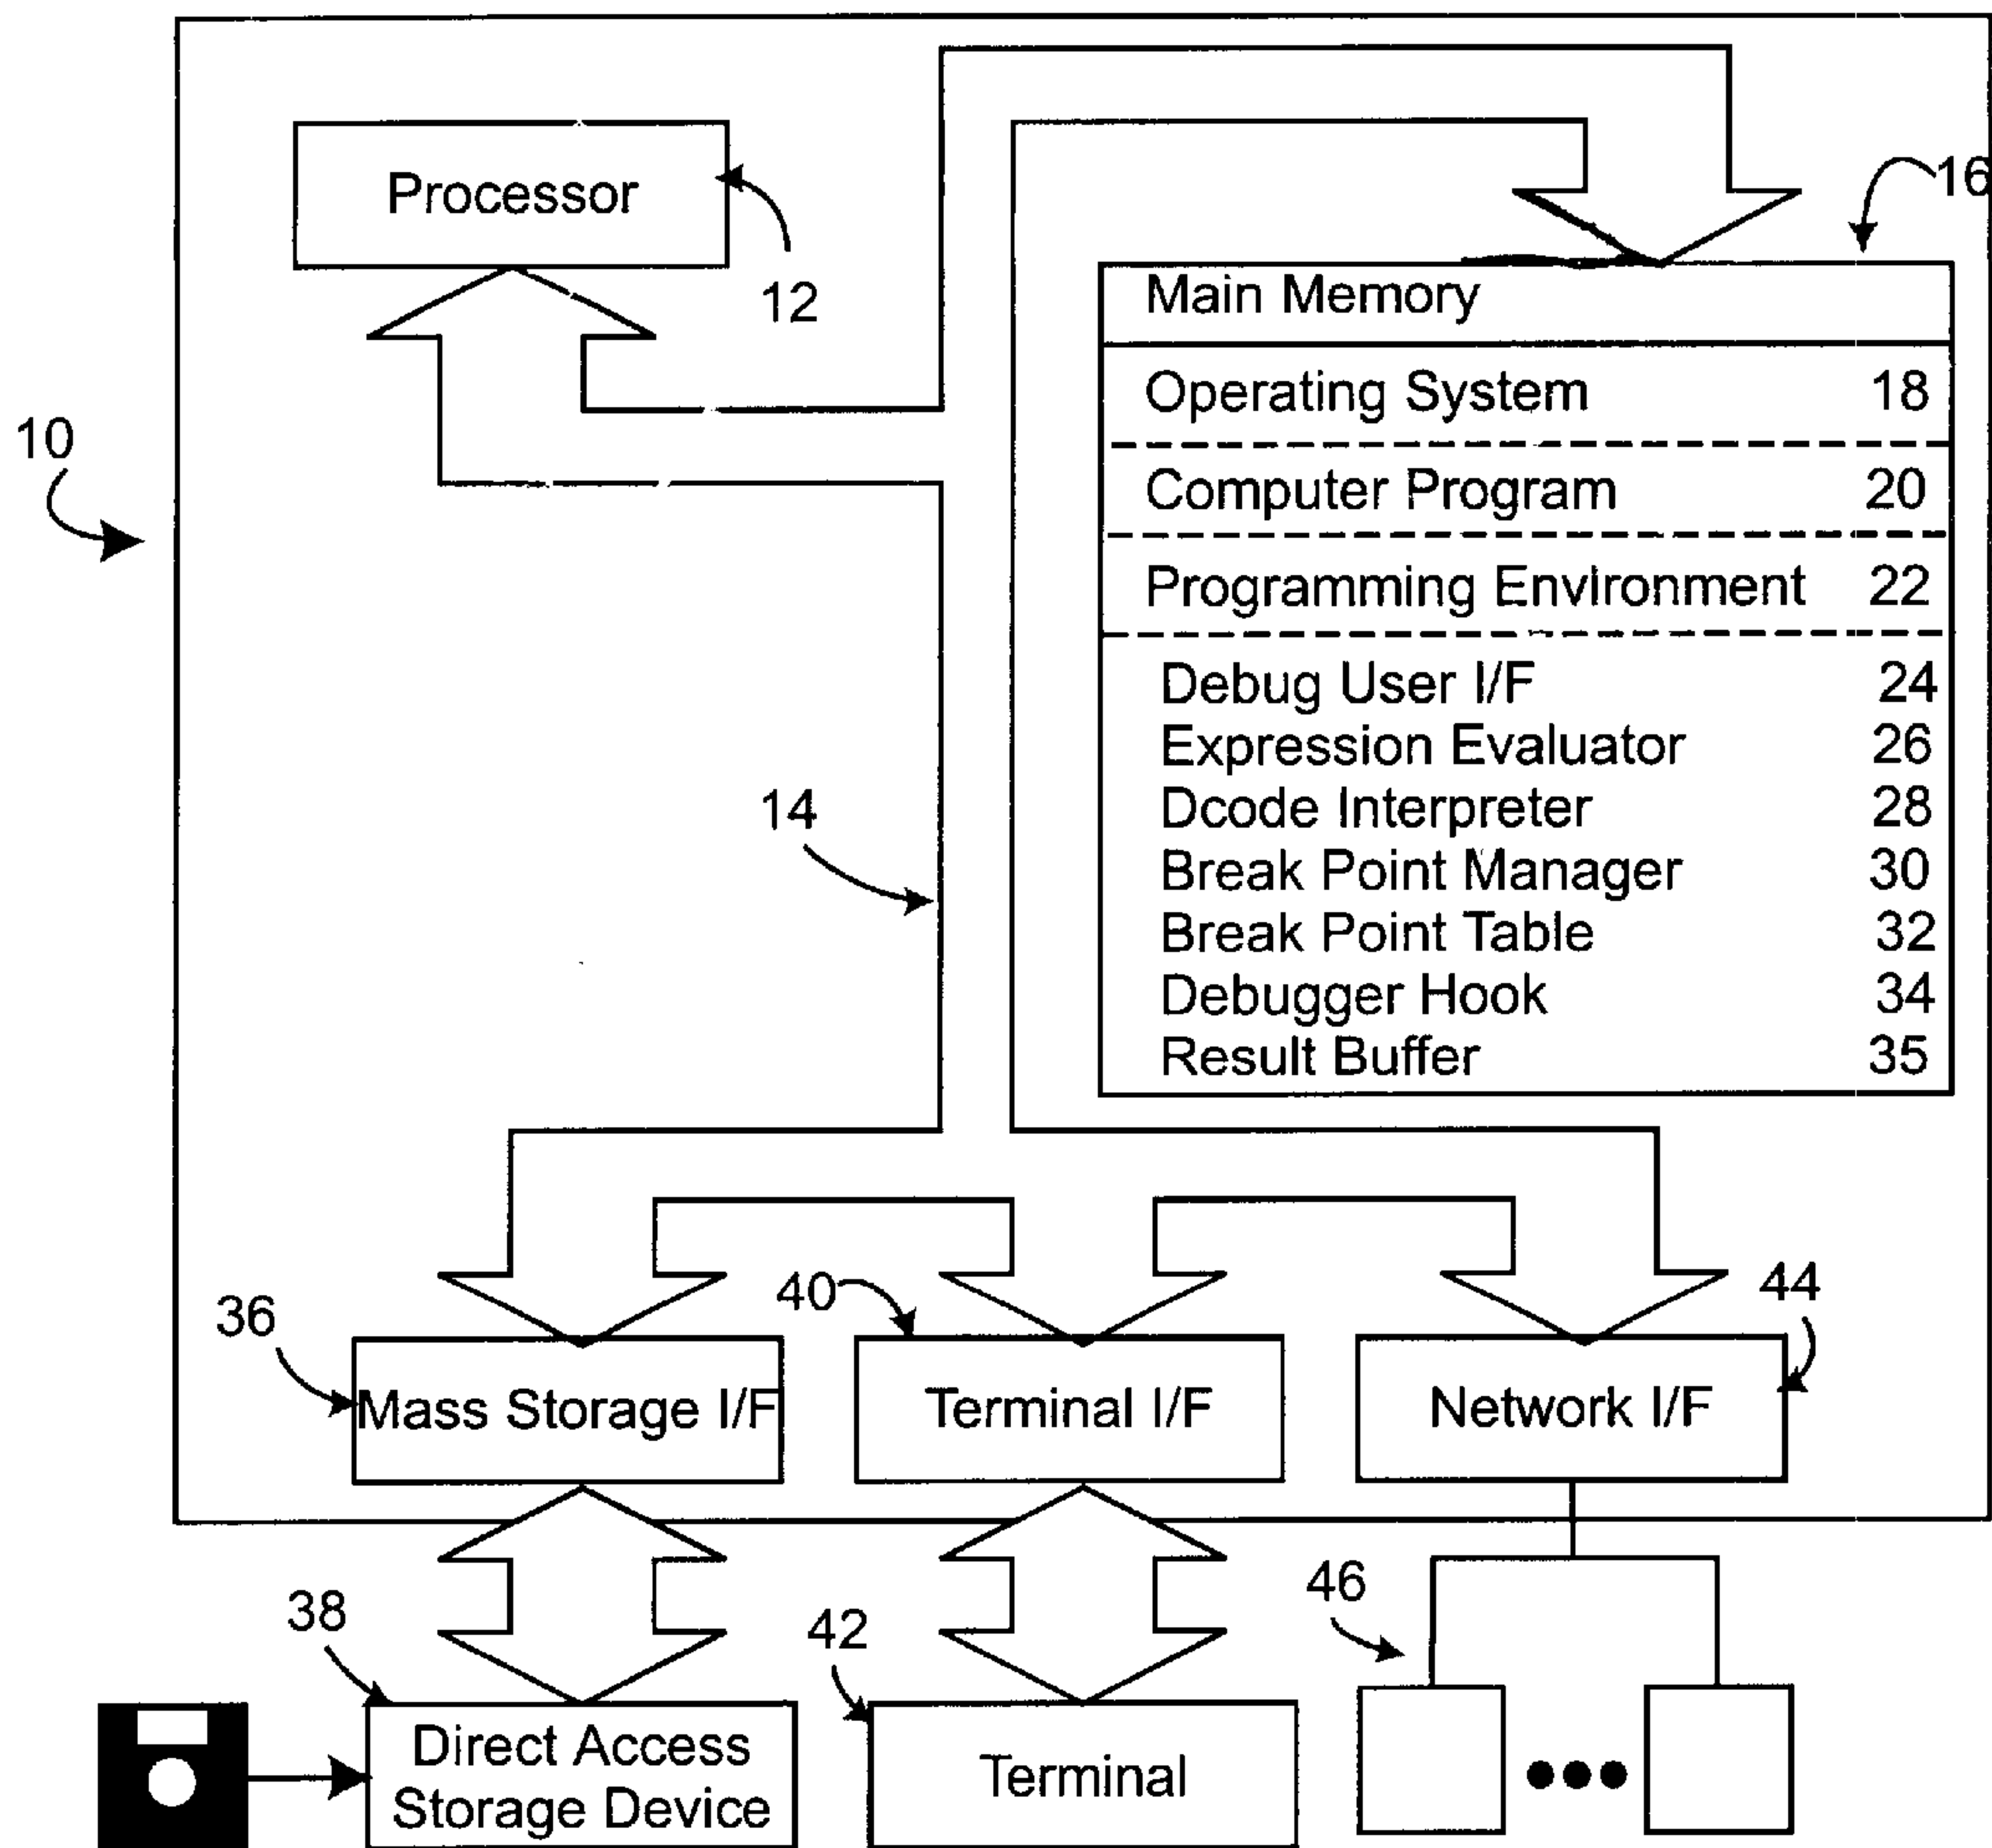 Processor
12
16
Main Memory
Operating System 18
10
Computer Program 20
Programming Environment 22
Debug User I/F 24
Expression Evaluator 26
14
Dcode Interpreter 28
Break Point Manager 30
Break Point Table 32
Debugger Hook 34
Result Buffer 35
36
40
44
Mass Storage I/F
Terminal I/F
Network I/F
38
42
46
Direct Access
Storage Device
Terminal